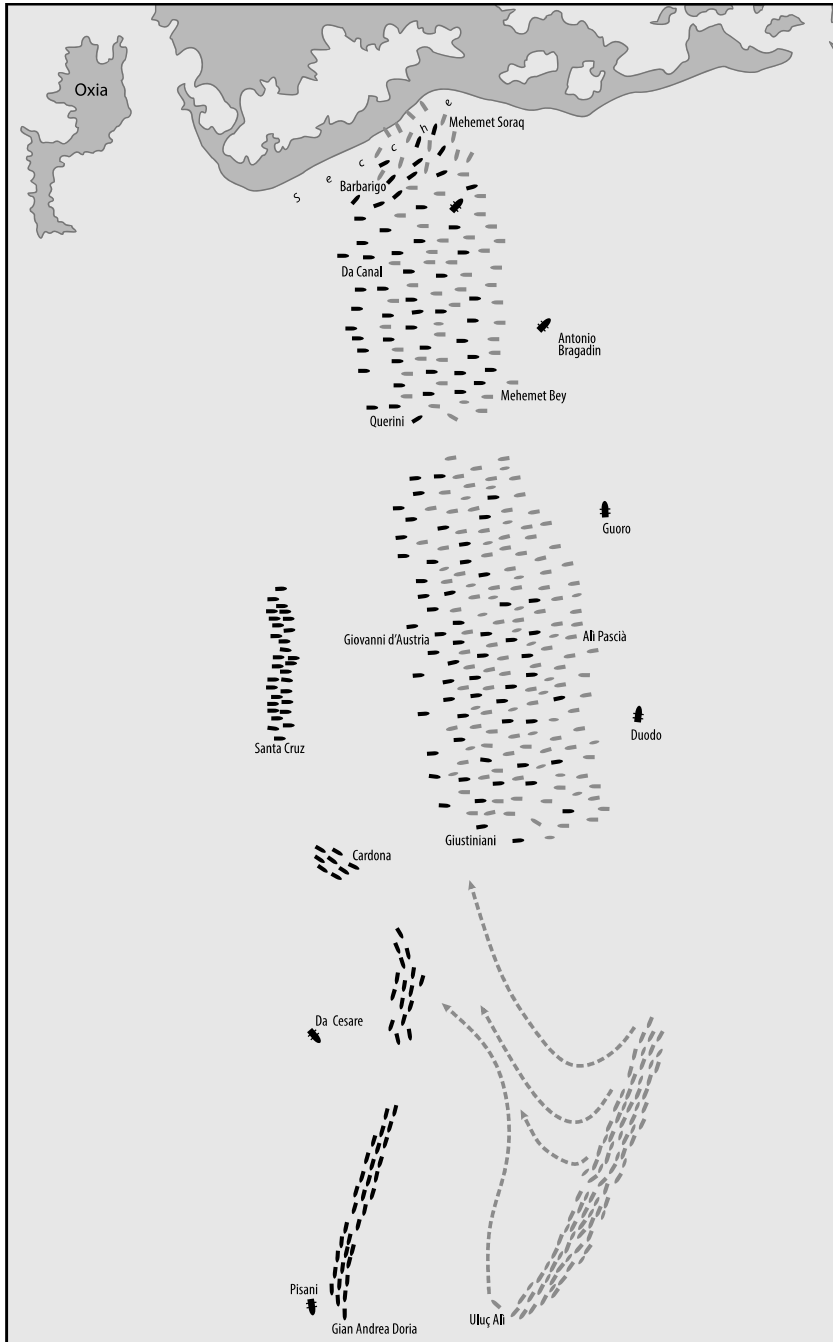 Oxia
Mehemet Soraq
Secche
Barbarigo
Da Canal
Antonio
Bragadin
Mehemet Bey
Querini
Guoro
Giovanni d'Austria
Alì Pascià
Duodo
Santa Cruz
Giustiniani
Cardona
Da Cesare
Pisani
Uluç Alì
Gian Andrea Doria